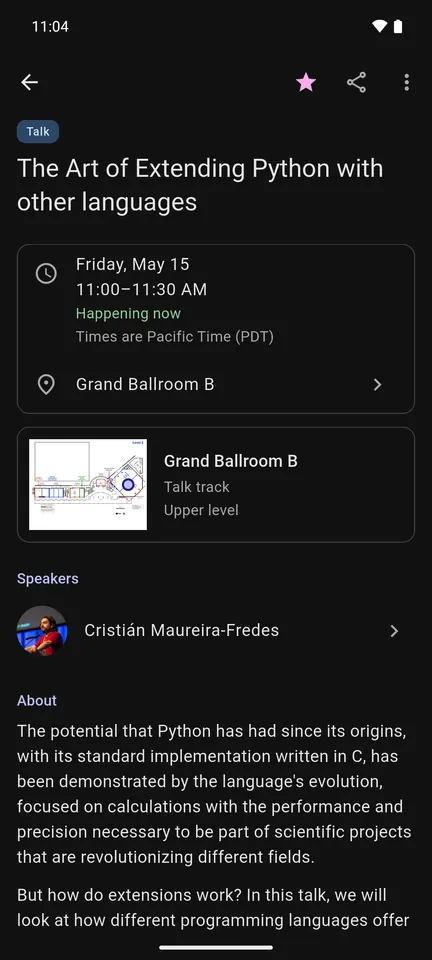 11:04
Talk
The Art of Extending Python with
other languages
Friday, May 15
11:00–11:30 AM
Happening now
Times are Pacific Time (PDT)
Grand Ballroom B
Grand Ballroom B
Talk track
Upper level
Speakers
Cristián Maureira-Fredes
About
The potential that Python has had since its origins,
with its standard implementation written in C, has
been demonstrated by the language's evolution,
focused on calculations with the performance and
precision necessary to be part of scientific projects
that are revolutionizing different fields.
But how do extensions work? In this talk, we will
look at how different programming languages offer